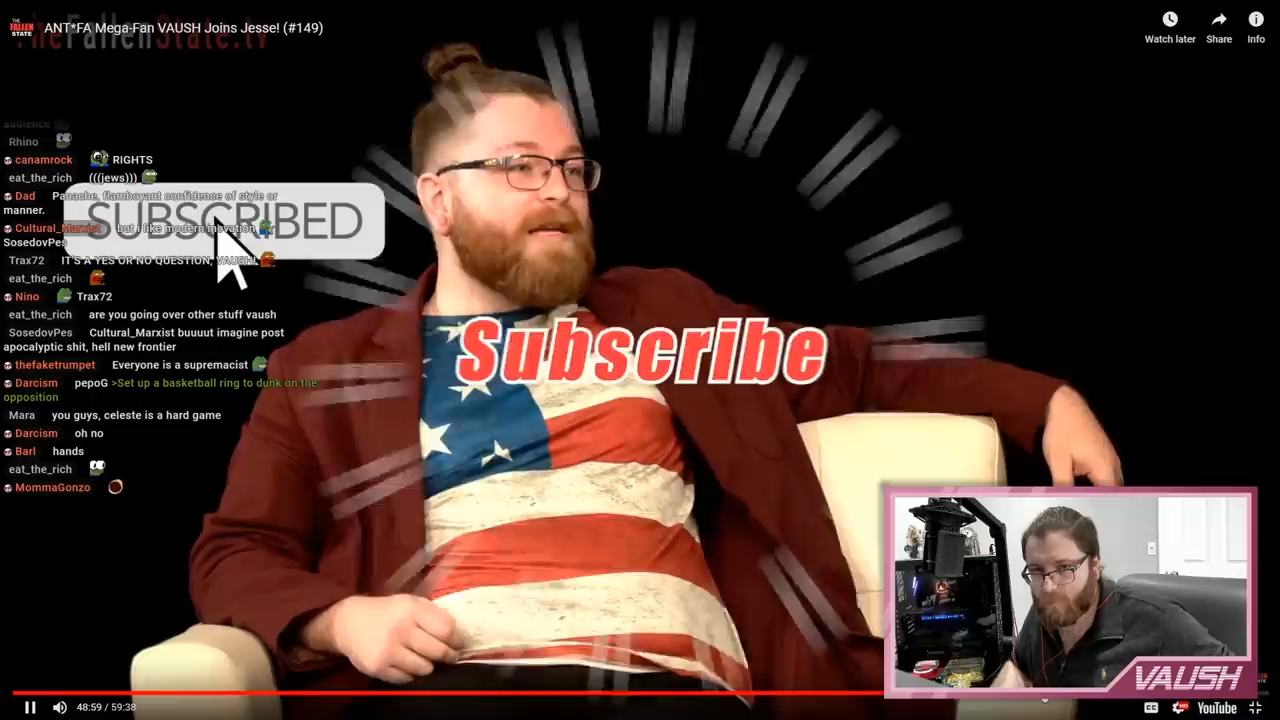 THE
FALLEN
STATE
ANT*FA Mega-Fan VAUSH Joins Jesse! (#149)
TheFallenState.tv
Watch later
Share
Info
audience
Rhino
canamrock RIGHTS
eat_the_rich (((jews)))
Dad Panache, flamboyant confidence of style or
manner.
Cultural_Marxist but i like modern inovation
SosedovPes
Trax72 IT'S A YES OR NO QUESTION, VAUSH!
eat_the_rich
Nino Trax72
eat_the_rich are you going over other stuff vaush
SosedovPes Cultural_Marxist buuuut imagine post
apocalyptic shit, hell new frontier
thefaketrumpet Everyone is a supremacist
Darcism pepoG >Set up a basketball ring to dunk on the
opposition
Mara you guys, celeste is a hard game
Darcism oh no
Barl hands
eat_the_rich
MommaGonzo
SUBSCRIBED
Subscribe
VAUSH
48:59 / 59:38
CC
HD
YouTube